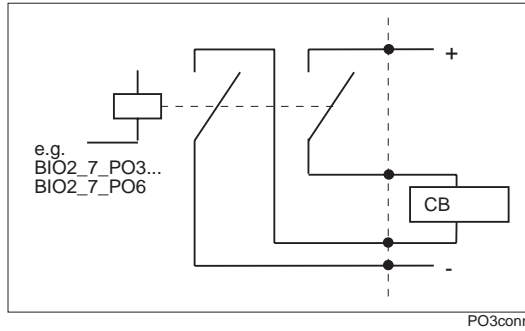 +
e.g.
BIO2_7_PO3...
BIO2_7_PO6
CB
-
PO3conn